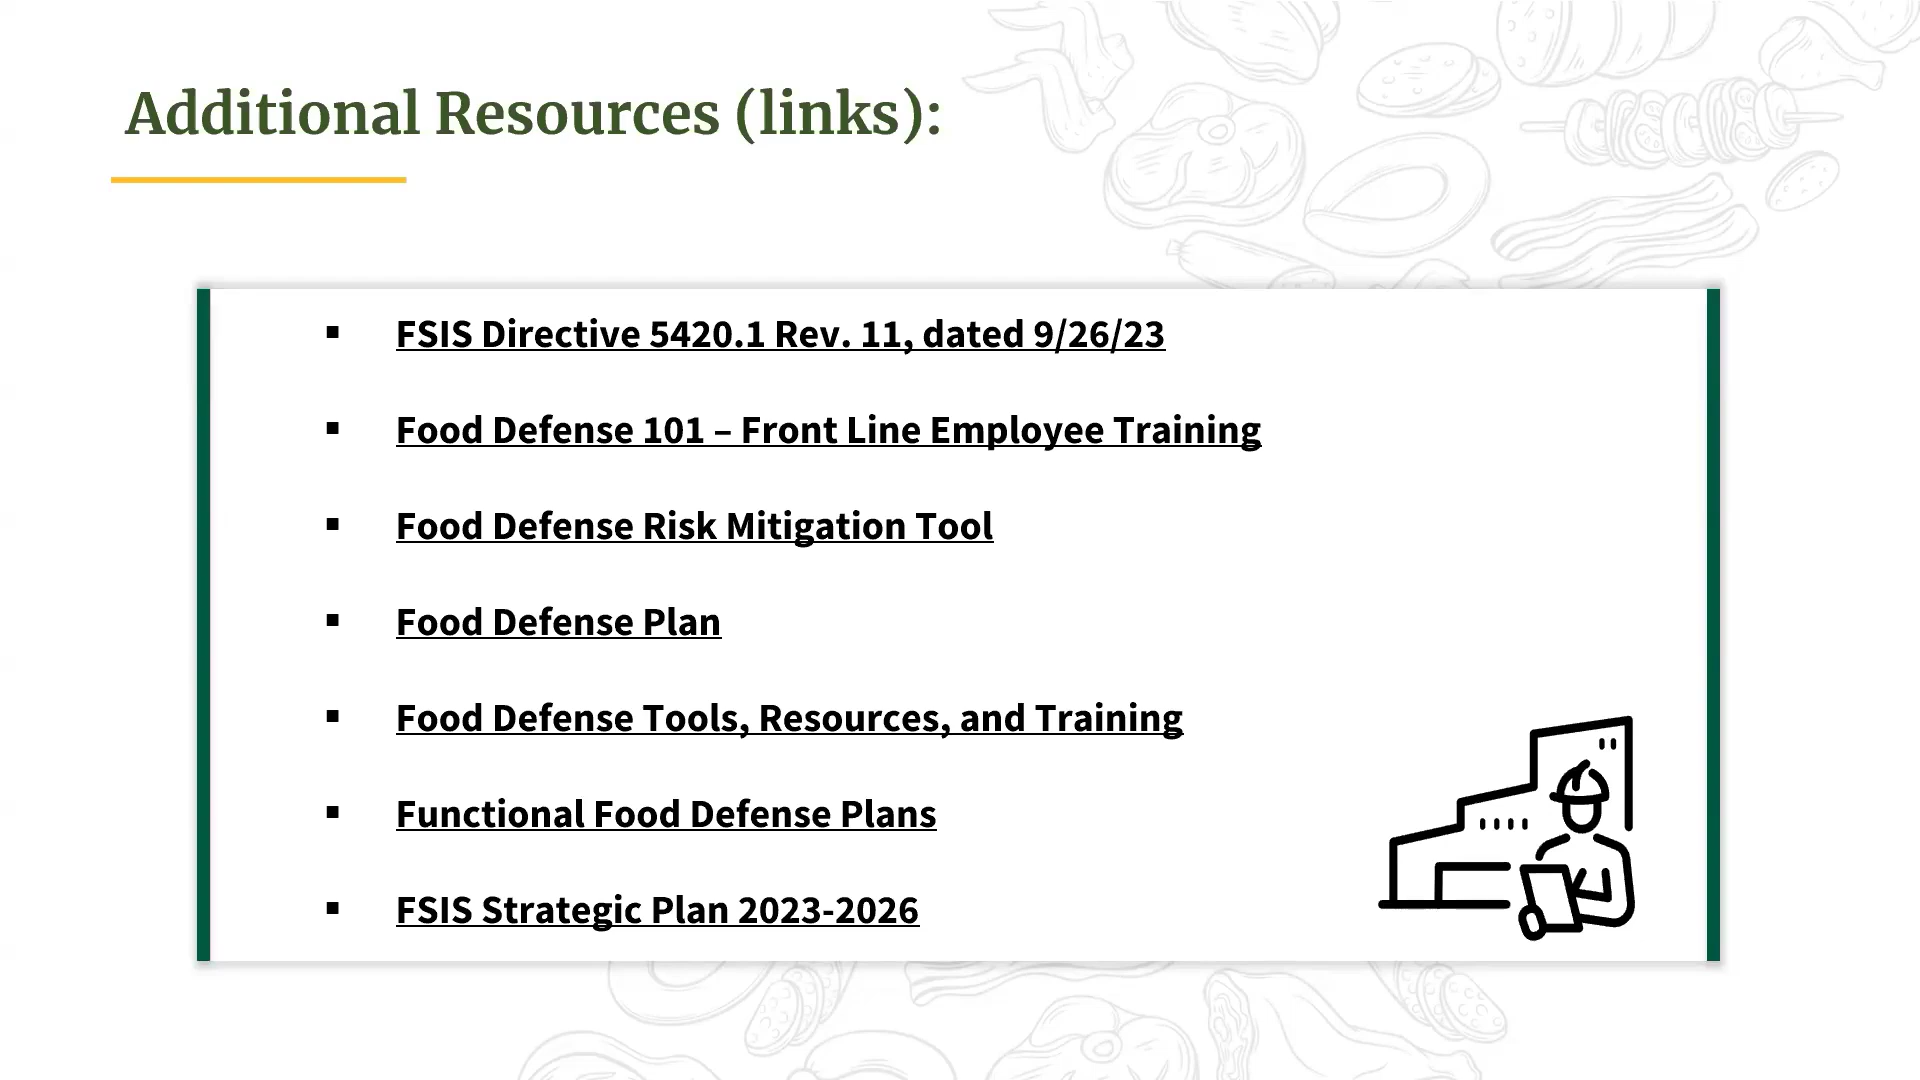 Additional Resources (links):
▪ FSIS Directive 5420.1 Rev. 11, dated 9/26/23
▪ Food Defense 101 – Front Line Employee Training
▪ Food Defense Risk Mitigation Tool
▪ Food Defense Plan
▪ Food Defense Tools, Resources, and Training
▪ Functional Food Defense Plans
▪ FSIS Strategic Plan 2023-2026